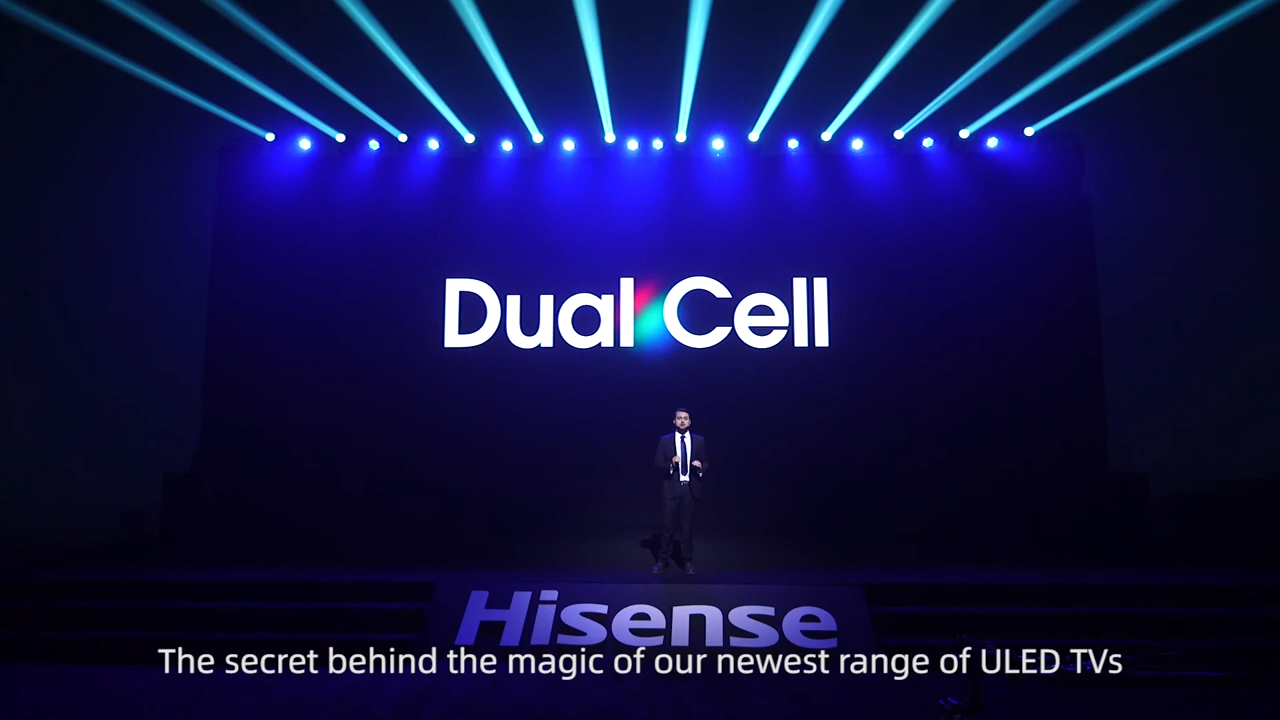 Dual Cell
Hisense
The secret behind the magic of our newest range of ULED TVs